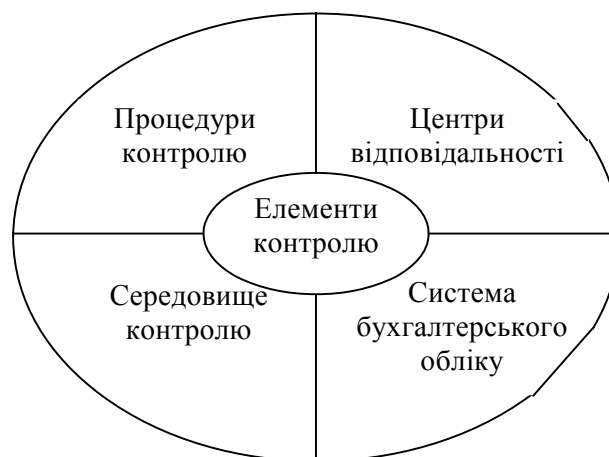 Процедури
контролю
Центри
відповідальності
Елементи
контролю
Середовище
контролю
Система
бухгалтерського
обліку